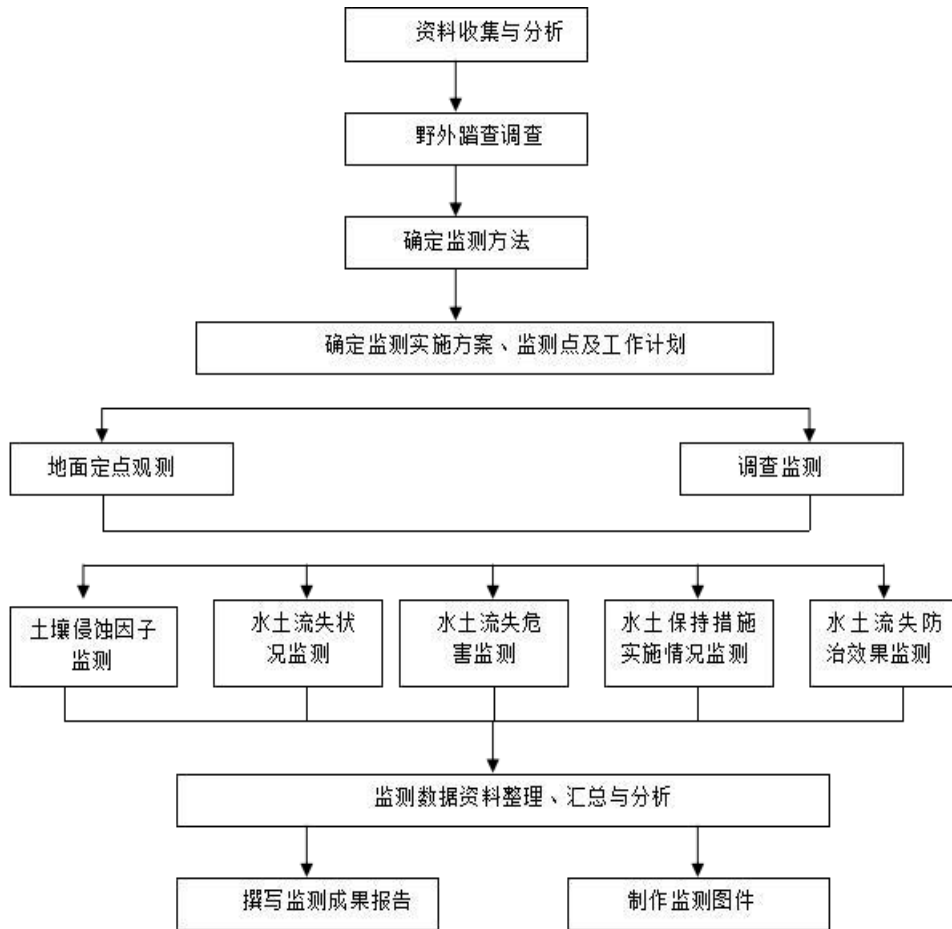 资料收集与分析
野外踏查调查
确定监测方法
确定监测实施方案、监测点及工作计划
地面定点观测
调查监测
土壤侵蚀因子
监测
水土流失状
况监测
水土流失危
害监测
水土保持措施
实施情况监测
水土流失防
治效果监测
监测数据资料整理、汇总与分析
撰写监测成果报告
制作监测图件